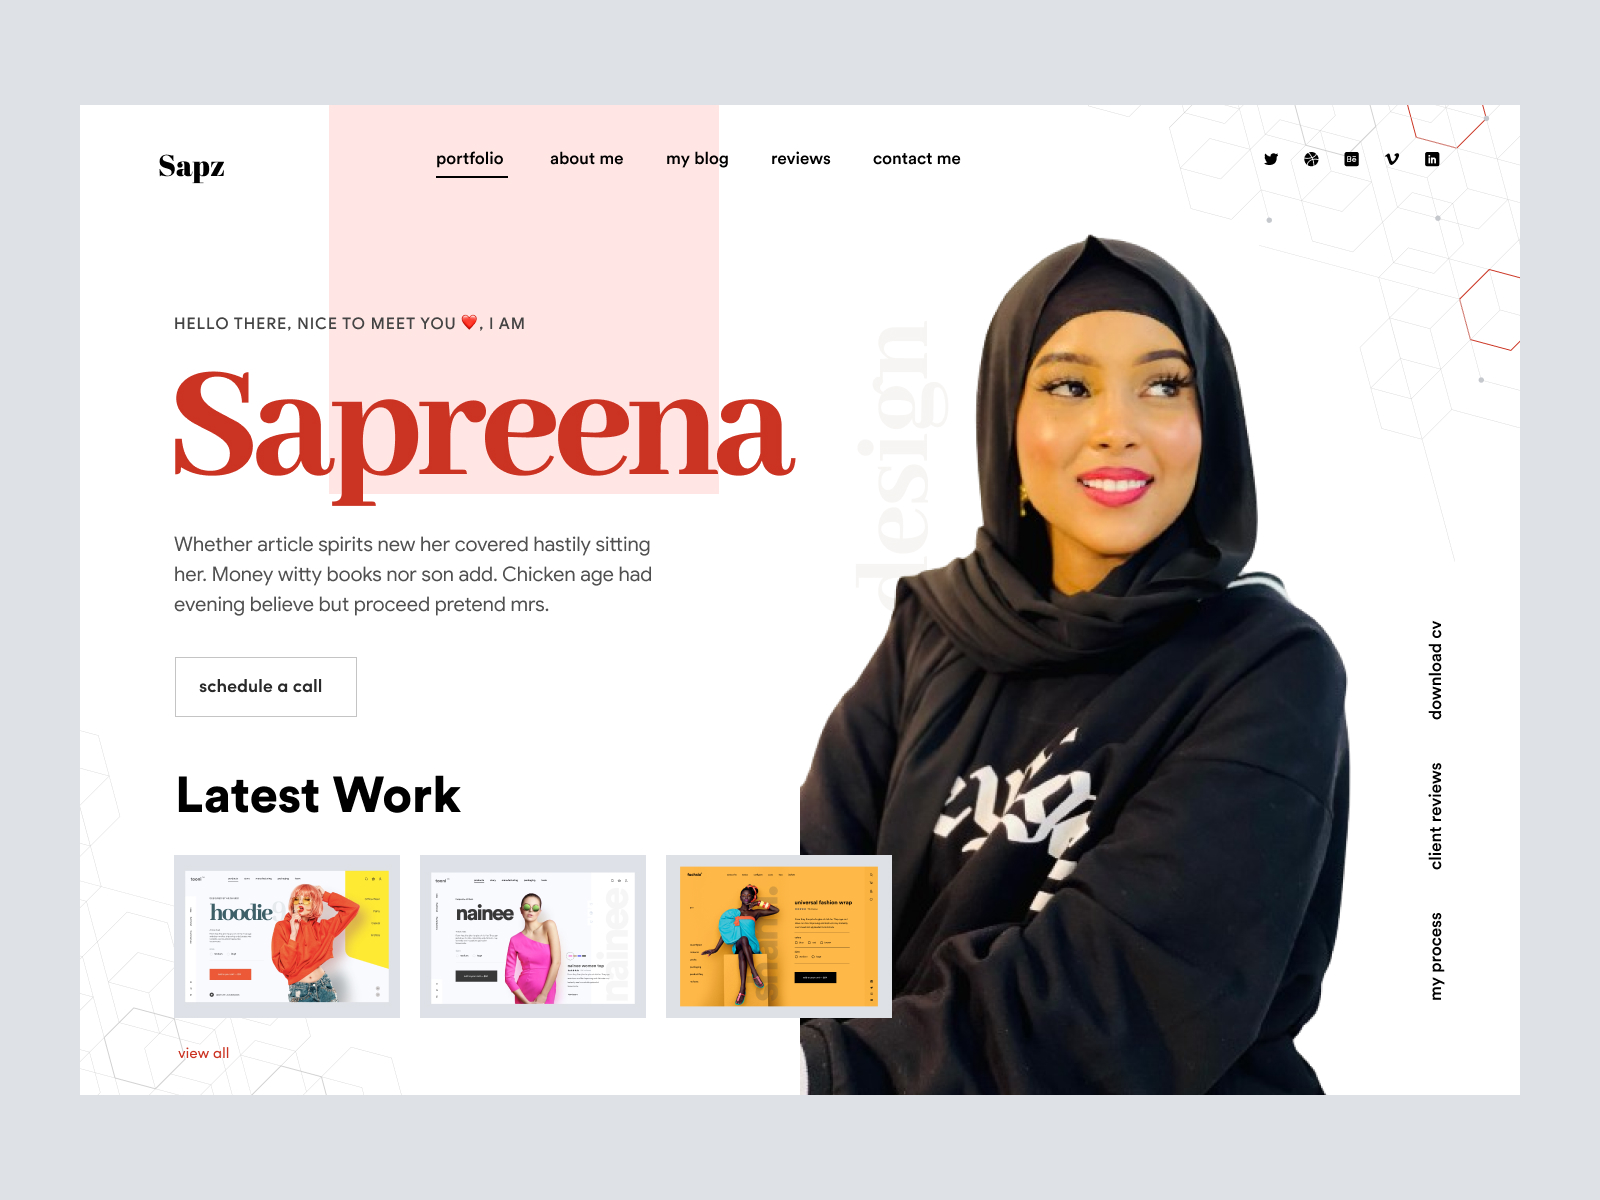 Sapz
portfolio
about me
my blog
reviews
contact me
Bē
in
HELLO THERE, NICE TO MEET YOU ❤️, I AM
Sapreena
design
Whether article spirits new her covered hastily sitting
her. Money witty books nor son add. Chicken age had
evening believe but proceed pretend mrs.
schedule a call
Latest Work
hoodie
nainee
nainee
universal fashion wrap
view all
download cv
client reviews
my process